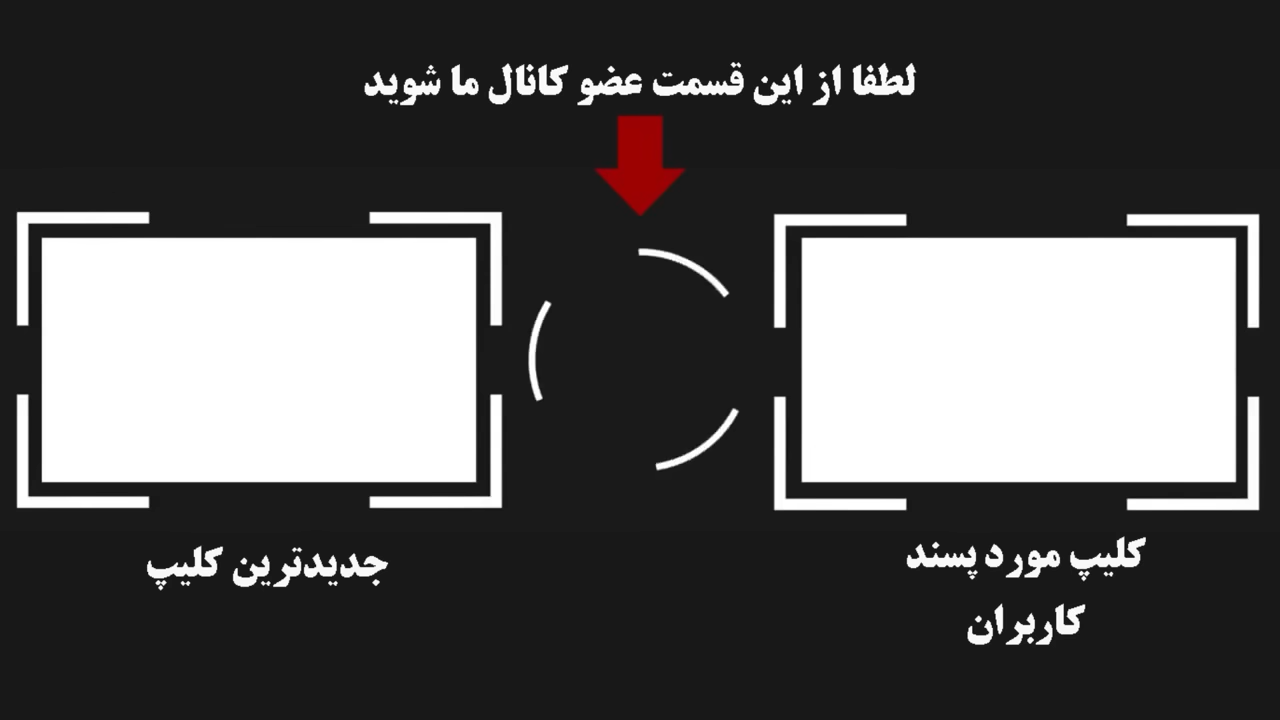 لطفا از این قسمت عضو کانال ما شوید
کلیپ مورد پسند
کاربران
جدیدترین کلیپ